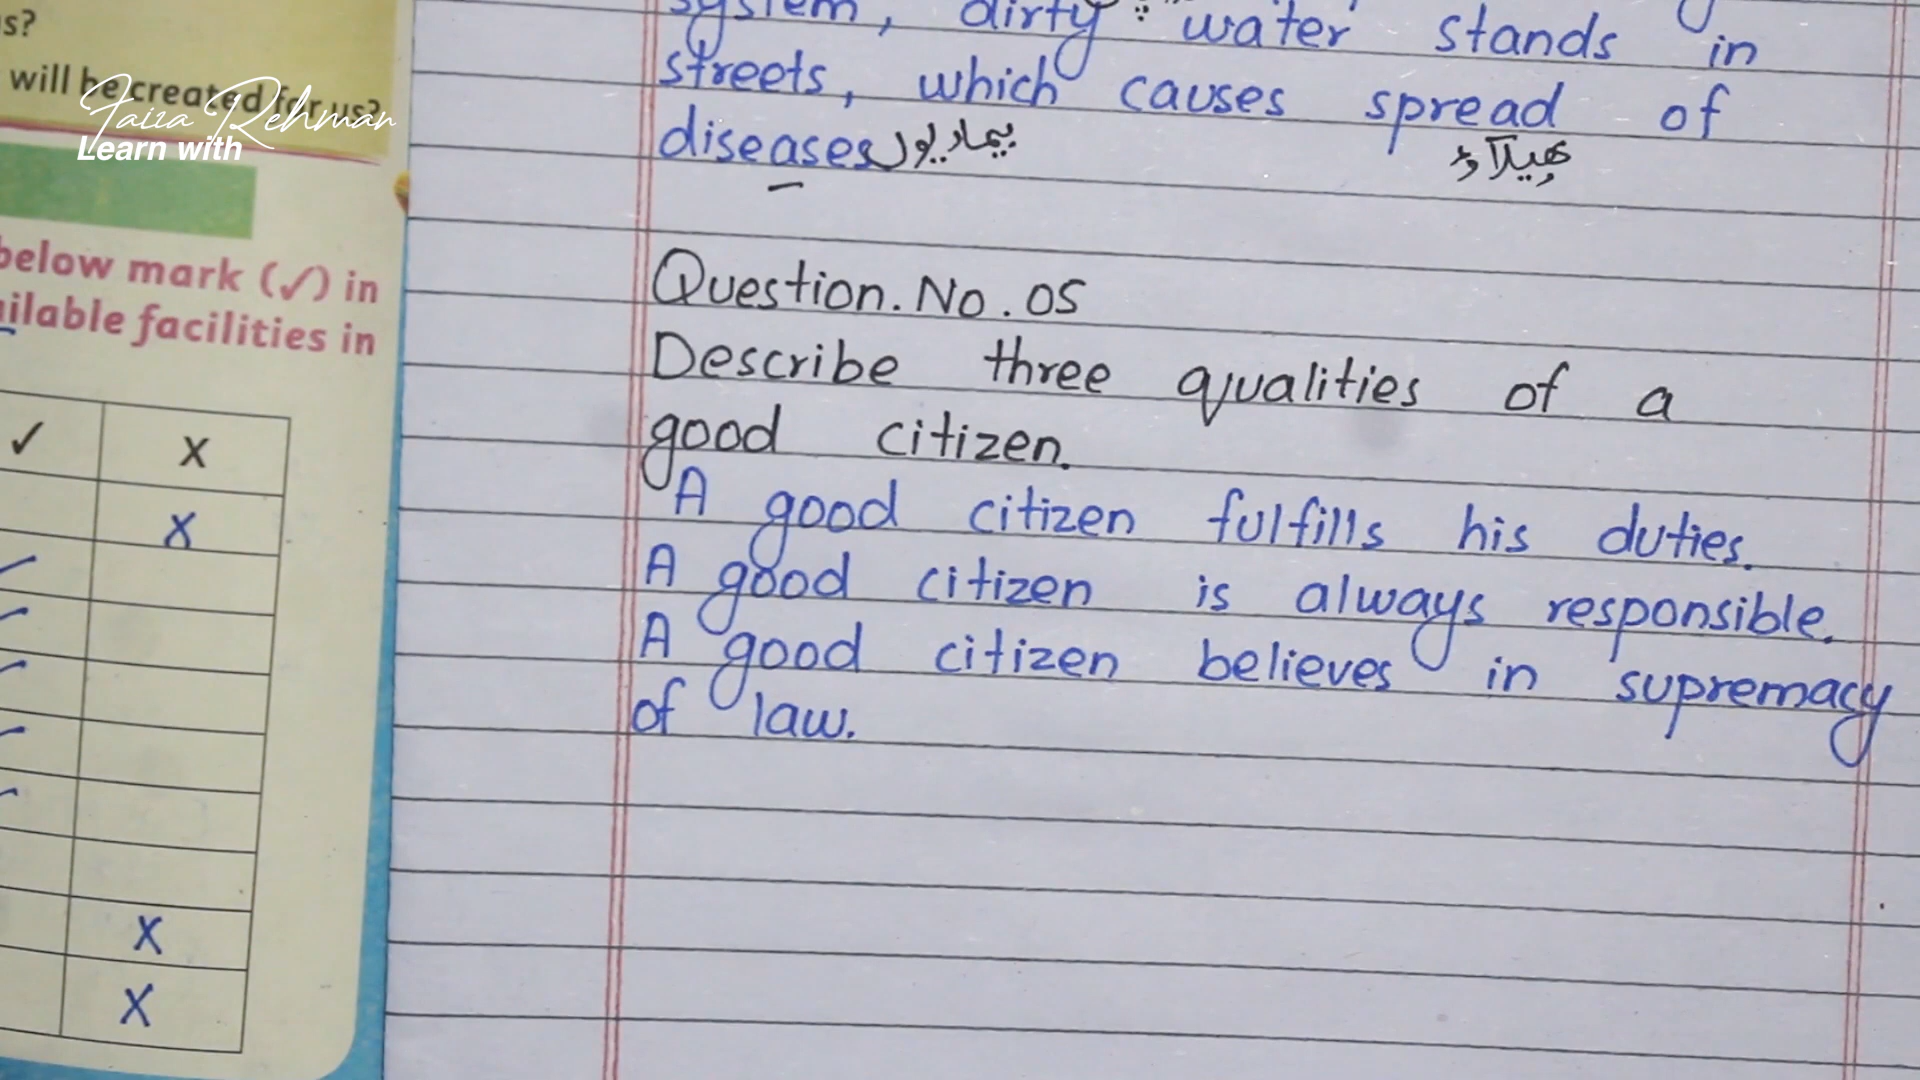 s?
will be created for us?
Faiza Rehman
Learn with
below mark (✓) in
ilable facilities in
✓ x
X
X
X
system, dirty water stands in
streets, which causes spread of
diseases بیماریوں پھیلاؤ
Question. No. 05
Describe three qualities of a
good citizen.
A good citizen fulfills his duties.
A good citizen is always responsible.
A good citizen believes in supremacy
of law.